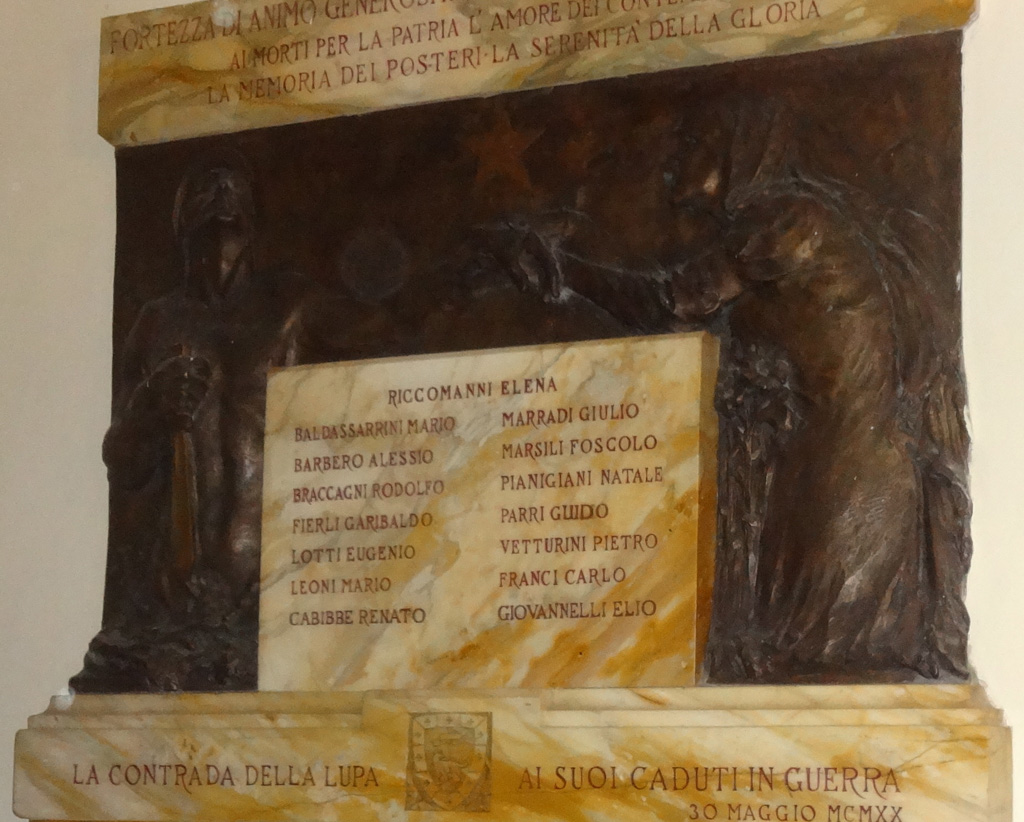 FORTEZZA DI ANIMO
AI MORTI PER LA PATRIA L'AMORE DEI
LA MEMORIA DEI POSTERI · LA SERENITÀ DELLA GLORIA
RICCOMANNI ELENA
BALDASSARRINI MARIO
BARBERO ALESSIO
BRACCAGNI RODOLFO
FIERLI GARIBALDO
LOTTI EUGENIO
LEONI MARIO
CABIBBE RENATO
MARRADI GIULIO
MARSILI FOSCOLO
PIANIGIANI NATALE
PARRI GUIDO
VETTURINI PIETRO
FRANCI CARLO
GIOVANNELLI ELIO
LA CONTRADA DELLA LUPA AI SUOI CADUTI IN GUERRA
30 MAGGIO MCMXX